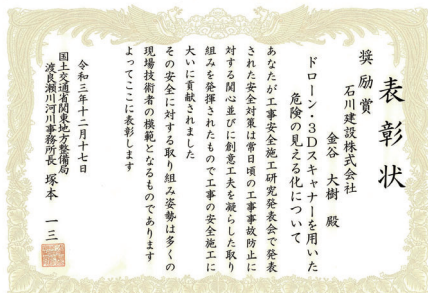 表彰状
奨励賞
石川建設株式会社
金谷 大樹 殿
ドローン・3Dスキャナーを用いた
危険の見える化について
あなたが工事安全施工研究発表会で発表
された安全対策は常日頃の工事事故防止に
対する関心並びに創意工夫を凝らした取り
組みを発揮されたもので工事の安全施工に
大いに貢献されました
その安全に対する取り組み姿勢は多くの
現場技術者の模範となるものであります
よってここに表彰します
令和三年十二月十七日
国土交通省関東地方整備局
渡良瀬川河川事務所長 塚本 一三